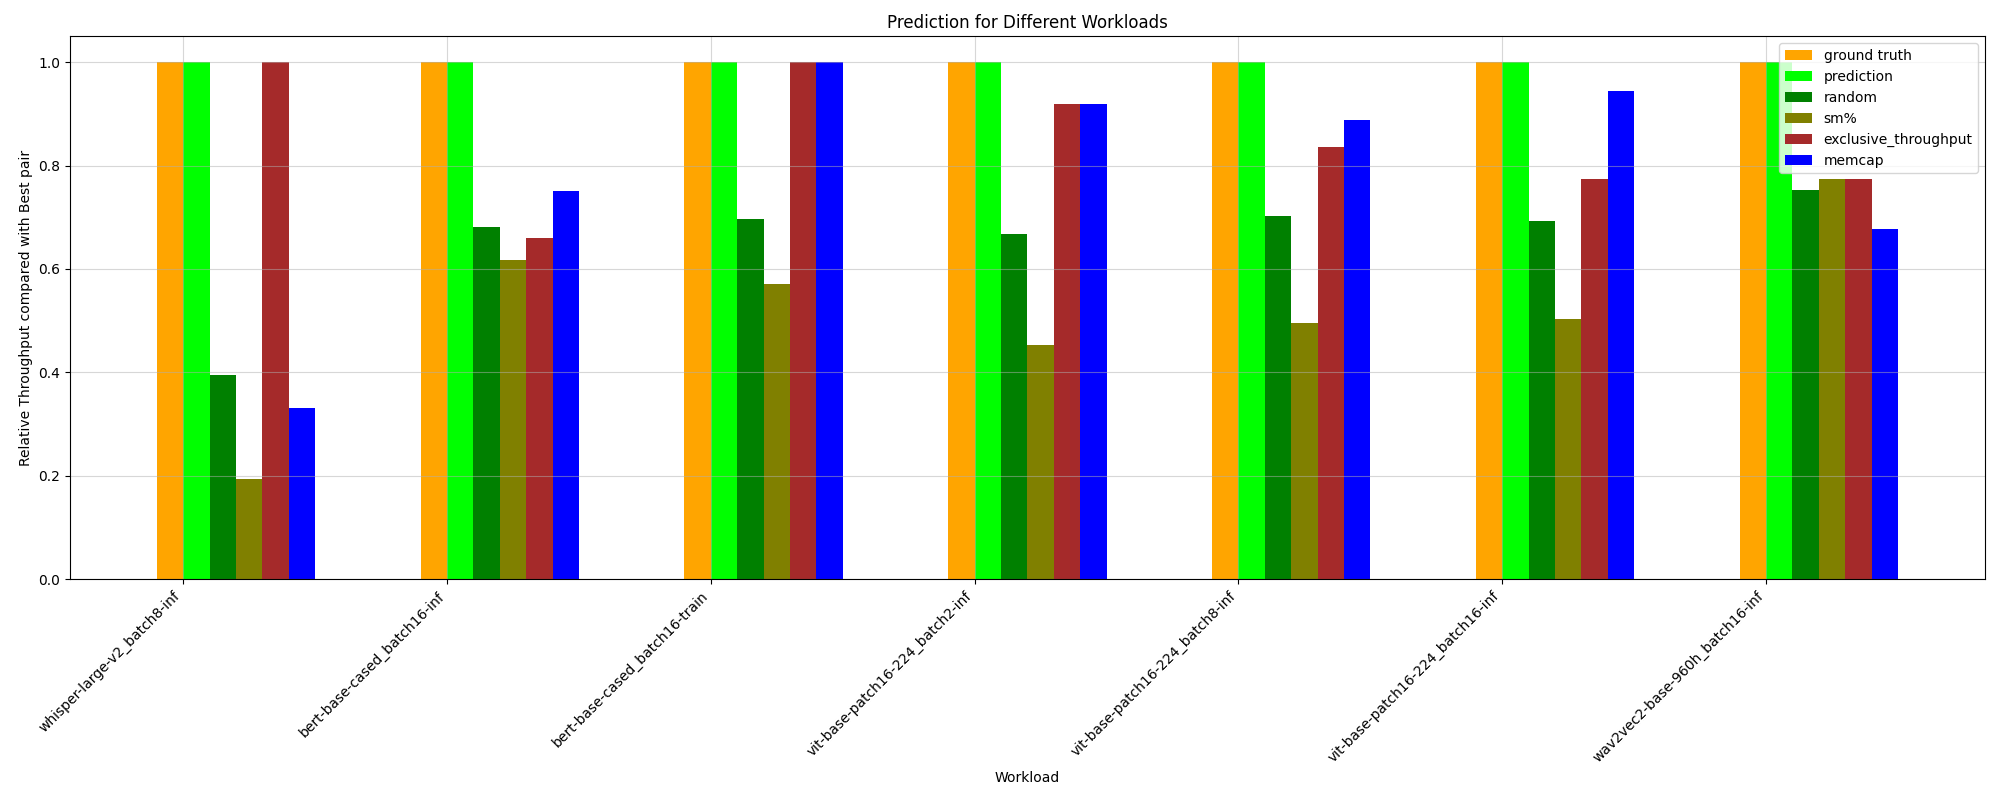 Prediction for Different Workloads
Relative Throughput compared with Best pair
1.0
0.8
0.6
0.4
0.2
0.0
ground truth
prediction
random
sm%
exclusive_throughput
memcap
whisper-large-v2_batch8-inf
bert-base-cased_batch16-inf
bert-base-cased_batch16-train
vit-base-patch16-224_batch2-inf
vit-base-patch16-224_batch8-inf
vit-base-patch16-224_batch16-inf
wav2vec2-base-960h_batch16-inf
Workload